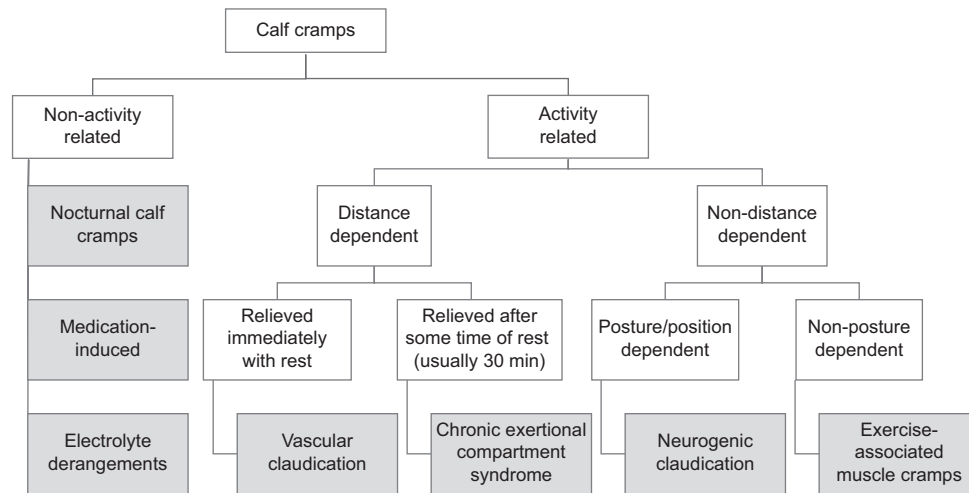 Calf cramps
Non-activity
related
Activity
related
Nocturnal calf
cramps
Distance
dependent
Non-distance
dependent
Medication-
induced
Relieved
immediately
with rest
Relieved after
some time of rest
(usually 30 min)
Posture/position
dependent
Non-posture
dependent
Electrolyte
derangements
Vascular
claudication
Chronic exertional
compartment
syndrome
Neurogenic
claudication
Exercise-
associated
muscle cramps